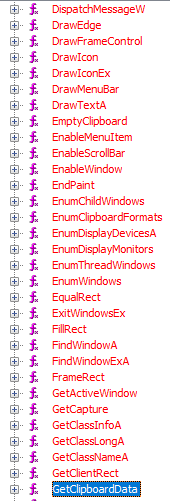 DispatchMessageW
DrawEdge
DrawFrameControl
DrawIcon
DrawIconEx
DrawMenuBar
DrawTextA
EmptyClipboard
EnableMenuItem
EnableScrollBar
EnableWindow
EndPaint
EnumChildWindows
EnumClipboardFormats
EnumDisplayDevicesA
EnumDisplayMonitors
EnumThreadWindows
EnumWindows
EqualRect
ExitWindowsEx
FillRect
FindWindowA
FindWindowExA
FrameRect
GetActiveWindow
GetCapture
GetClassInfoA
GetClassLongA
GetClassNameA
GetClientRect
GetClipboardData